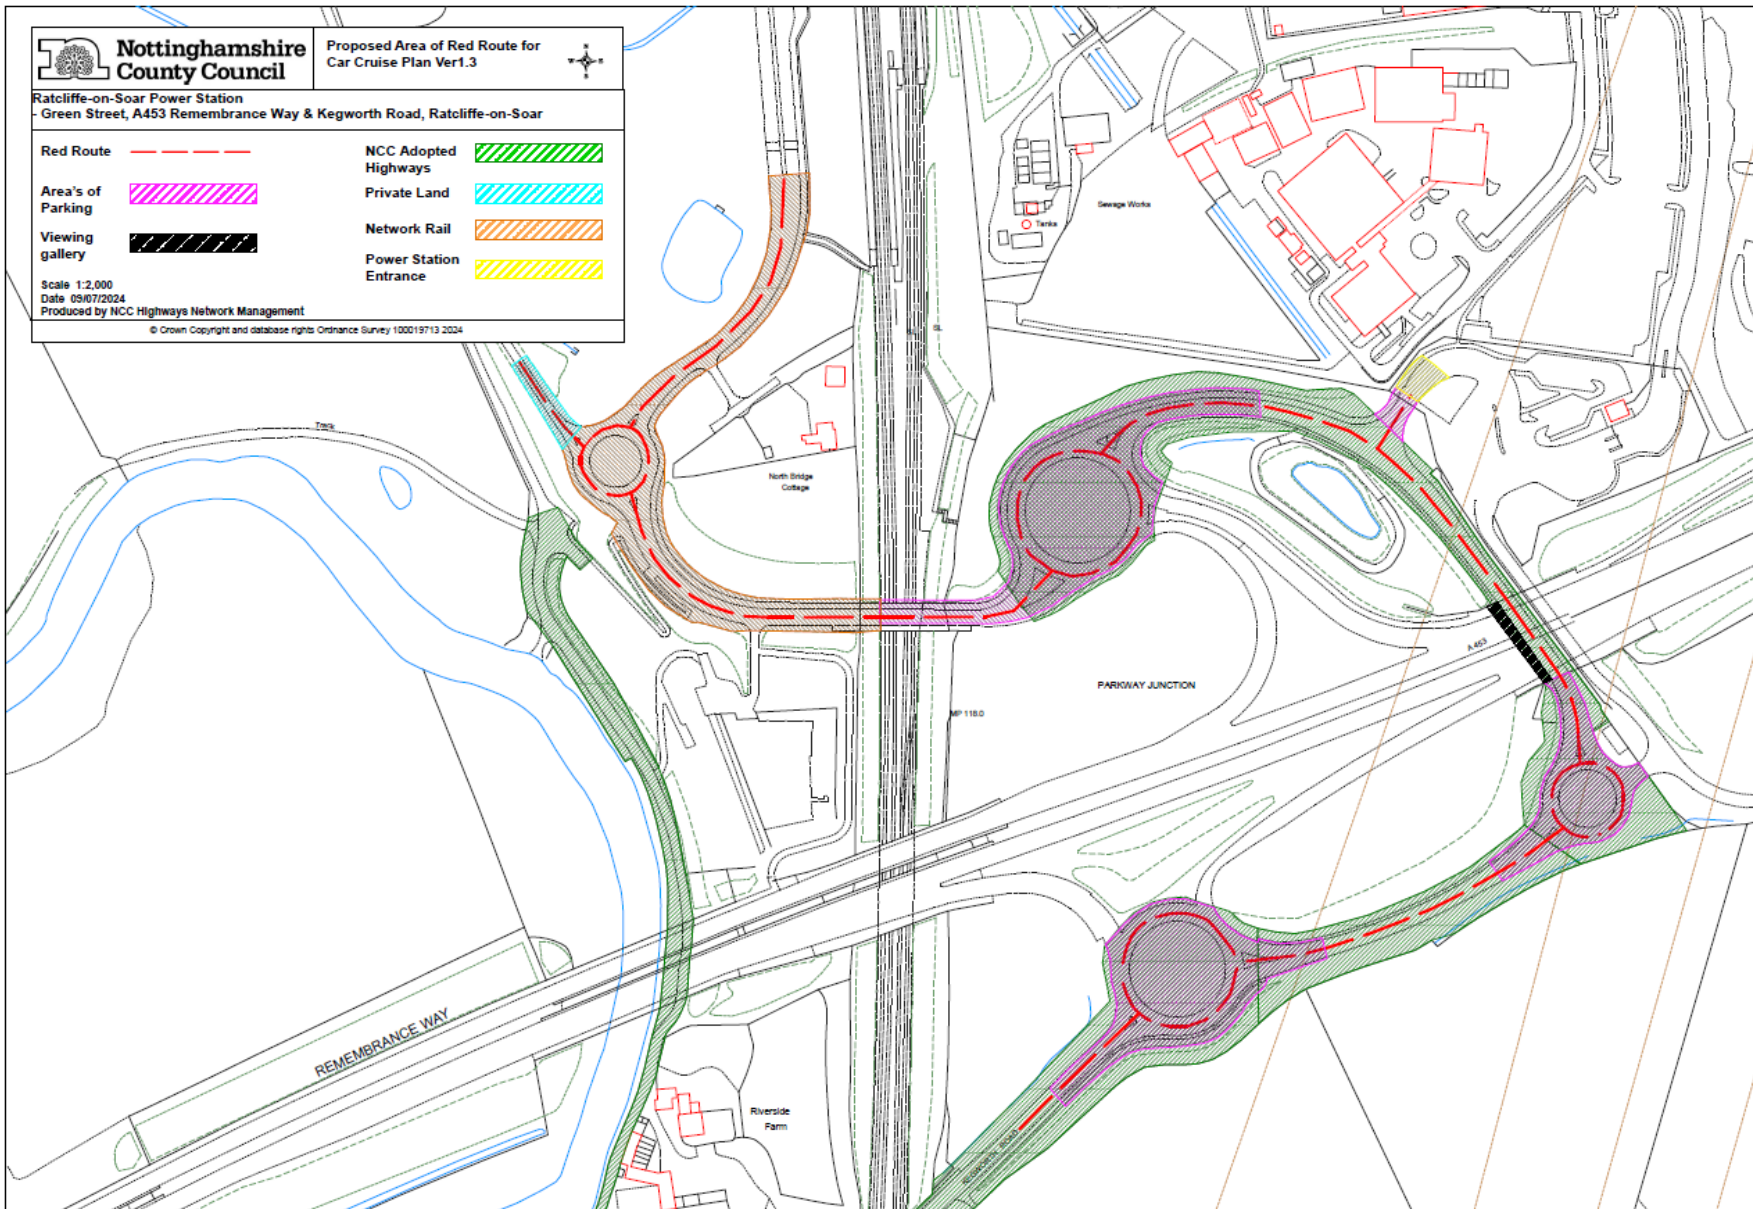 Nottinghamshire
County Council
Proposed Area of Red Route for
Car Cruise Plan Ver1.3
N
W
E
S
Ratcliffe-on-Soar Power Station
- Green Street, A453 Remembrance Way & Kegworth Road, Ratcliffe-on-Soar
Red Route
NCC Adopted
Highways
Area's of
Parking
Private Land
Viewing
gallery
Network Rail
Power Station
Entrance
Scale 1:2,000
Date 09/07/2024
Produced by NCC Highways Network Management
© Crown Copyright and database rights Ordnance Survey 100019713 2024
Sewage Works
Tanks
SL
Track
North Bridge
Cottage
A 453
PARKWAY JUNCTION
MP 118.0
REMEMBRANCE WAY
Riverside
Farm
KEGWORTH ROAD